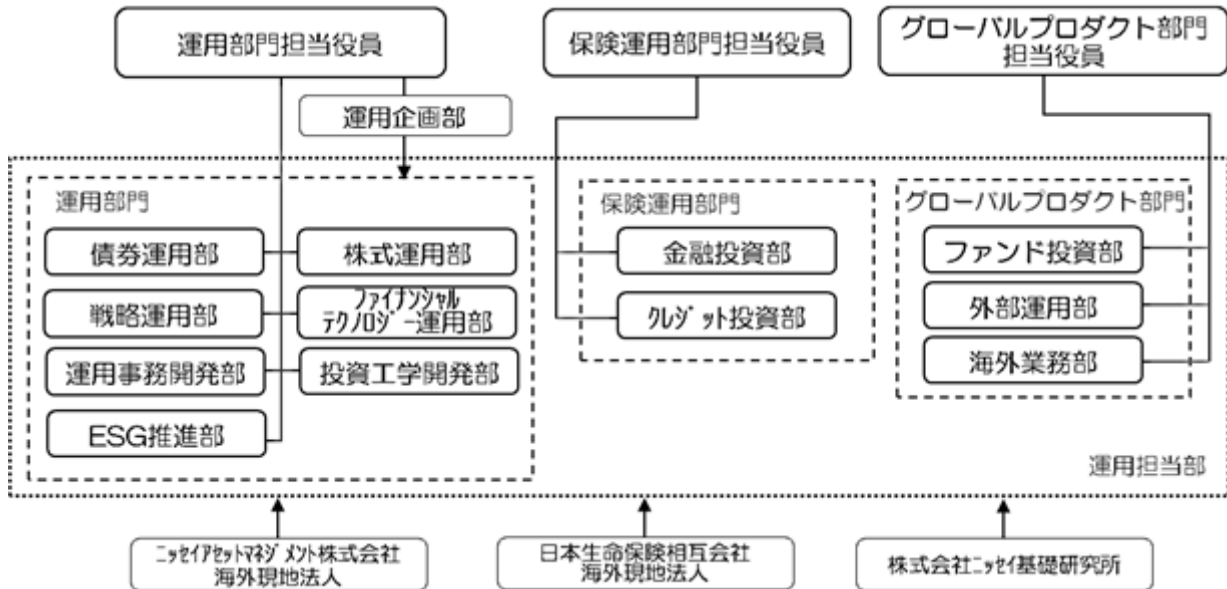 運用部門担当役員
保険運用部門担当役員
グローバルプロダクト部門
担当役員
運用企画部
運用部門
債券運用部
株式運用部
戦略運用部
ファイナンシャル
テクノロジー運用部
運用事務開発部
投資工学開発部
ESG推進部
保険運用部門
金融投資部
クレジット投資部
グローバルプロダクト部門
ファンド投資部
外部運用部
海外業務部
運用担当部
ニッセイアセットマネジメント株式会社
海外現地法人
日本生命保険相互会社
海外現地法人
株式会社ニッセイ基礎研究所